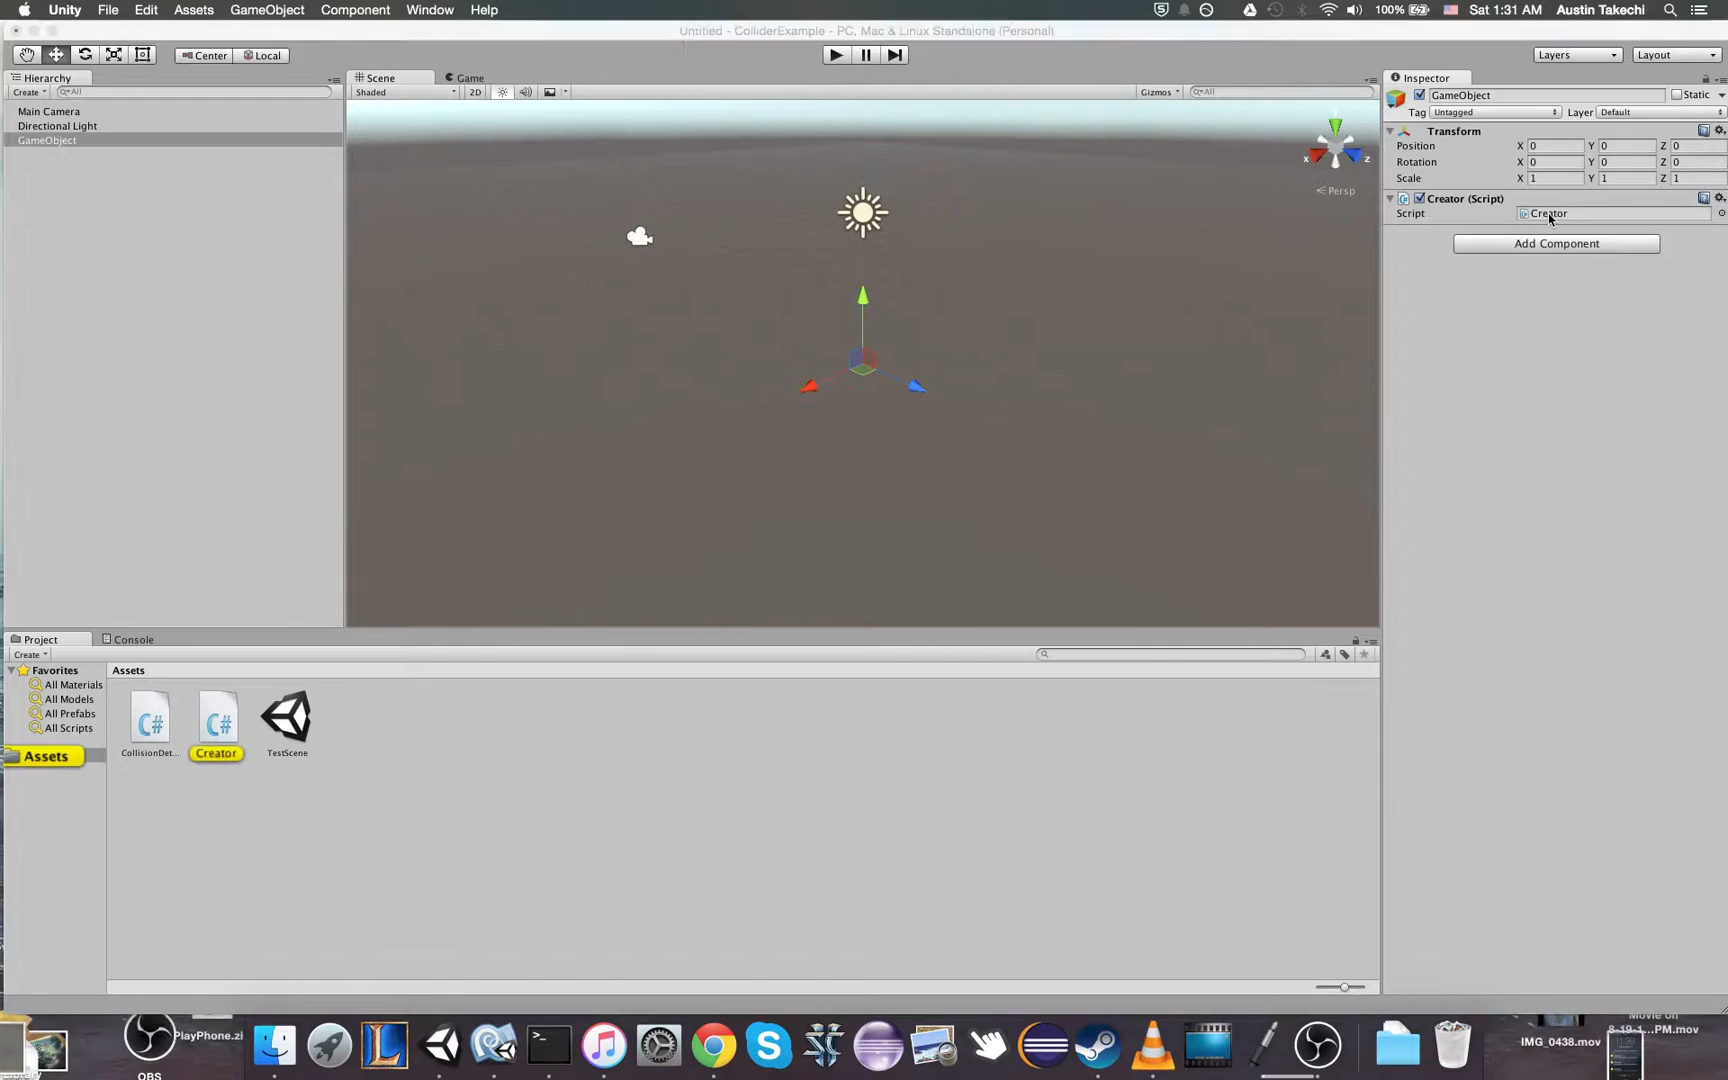 Unity File Edit Assets GameObject Component Window Help 100% Sat 1:31 AM Austin Takechi
Untitled - ColliderExample - PC, Mac & Linux Standalone (Personal)
Center Local Layers Layout
Hierarchy
Create All
Main Camera
Directional Light
GameObject
Scene Game
Shaded 2D Gizmos All
x z
Persp
Inspector
GameObject Static
Tag Untagged Layer Default
Transform
Position X 0 Y 0 Z 0
Rotation X 0 Y 0 Z 0
Scale X 1 Y 1 Z 1
Creator (Script)
Script Creator
Add Component
Project Console
Create
Favorites
All Materials
All Models
All Prefabs
All Scripts
Assets
Assets
C# C#
CollisionDet... Creator TestScene
PlayPhone.zi
OBS
8-19-1...PM.mov
IMG_0438.mov